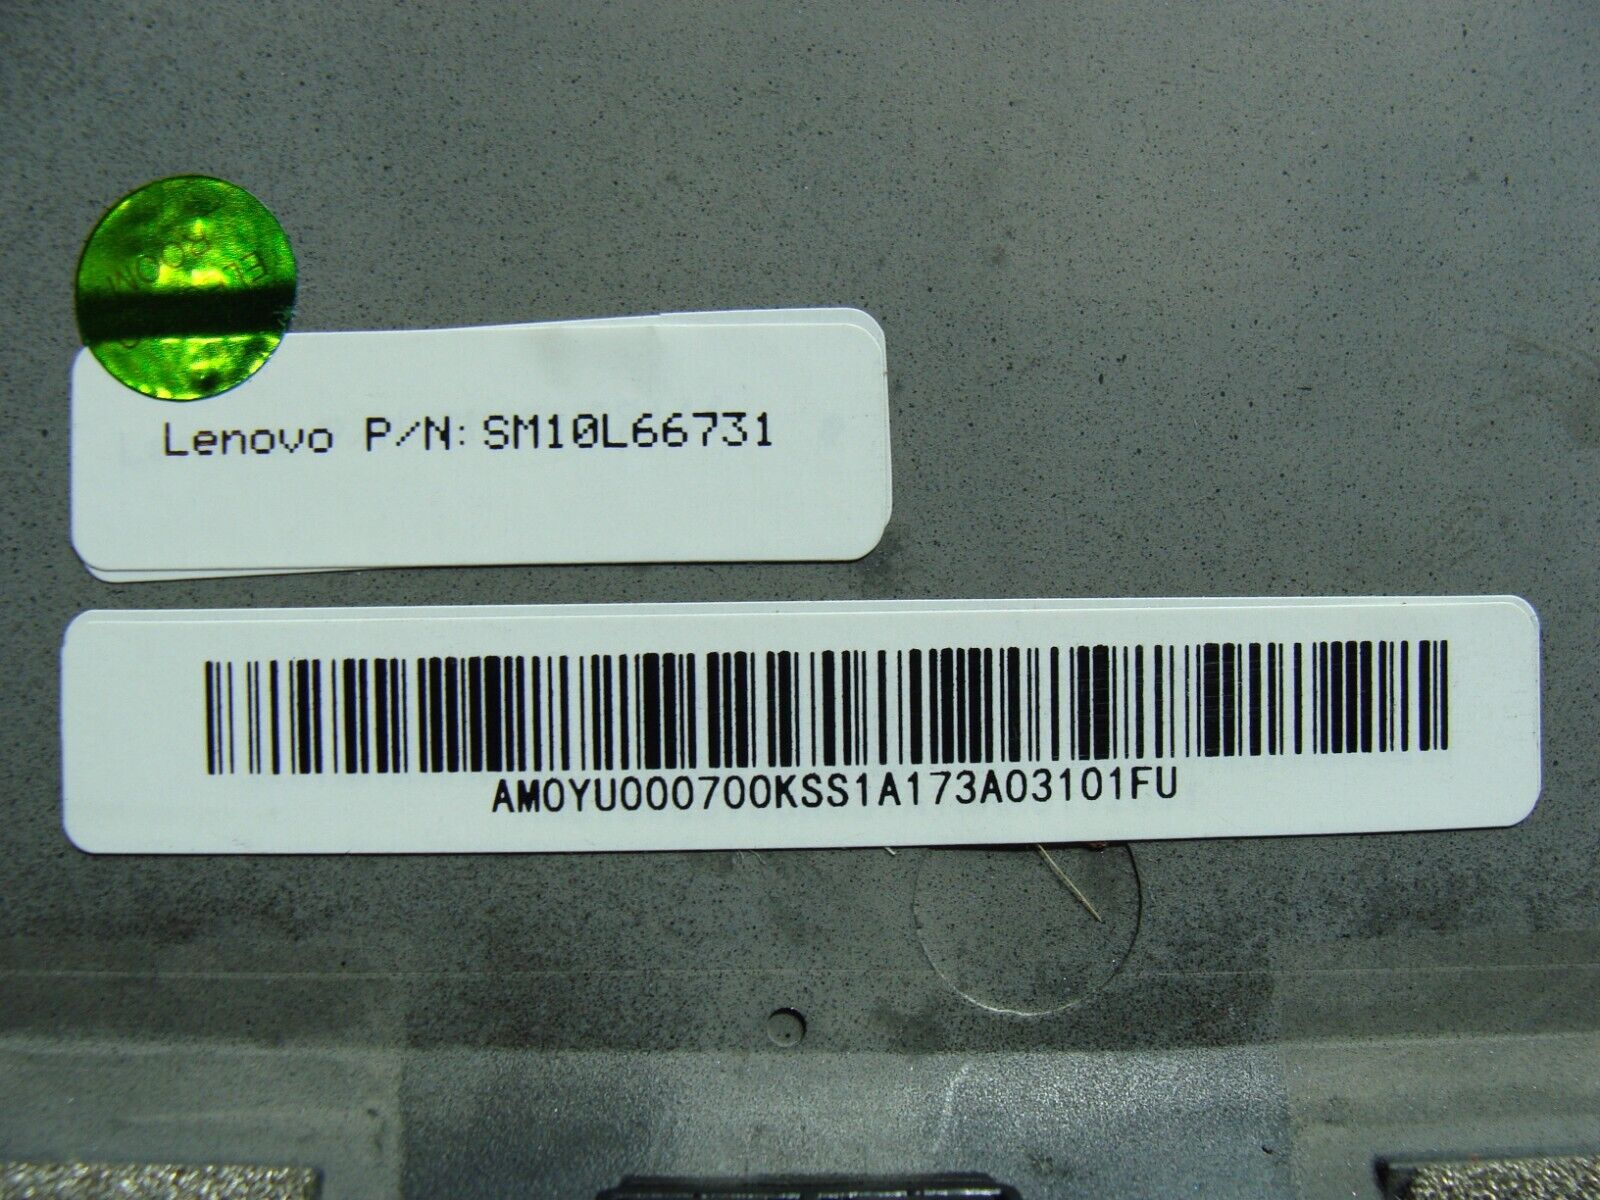 Lenovo P/N: SM10L66731
AM0YU000700KSS1A173A03101FU